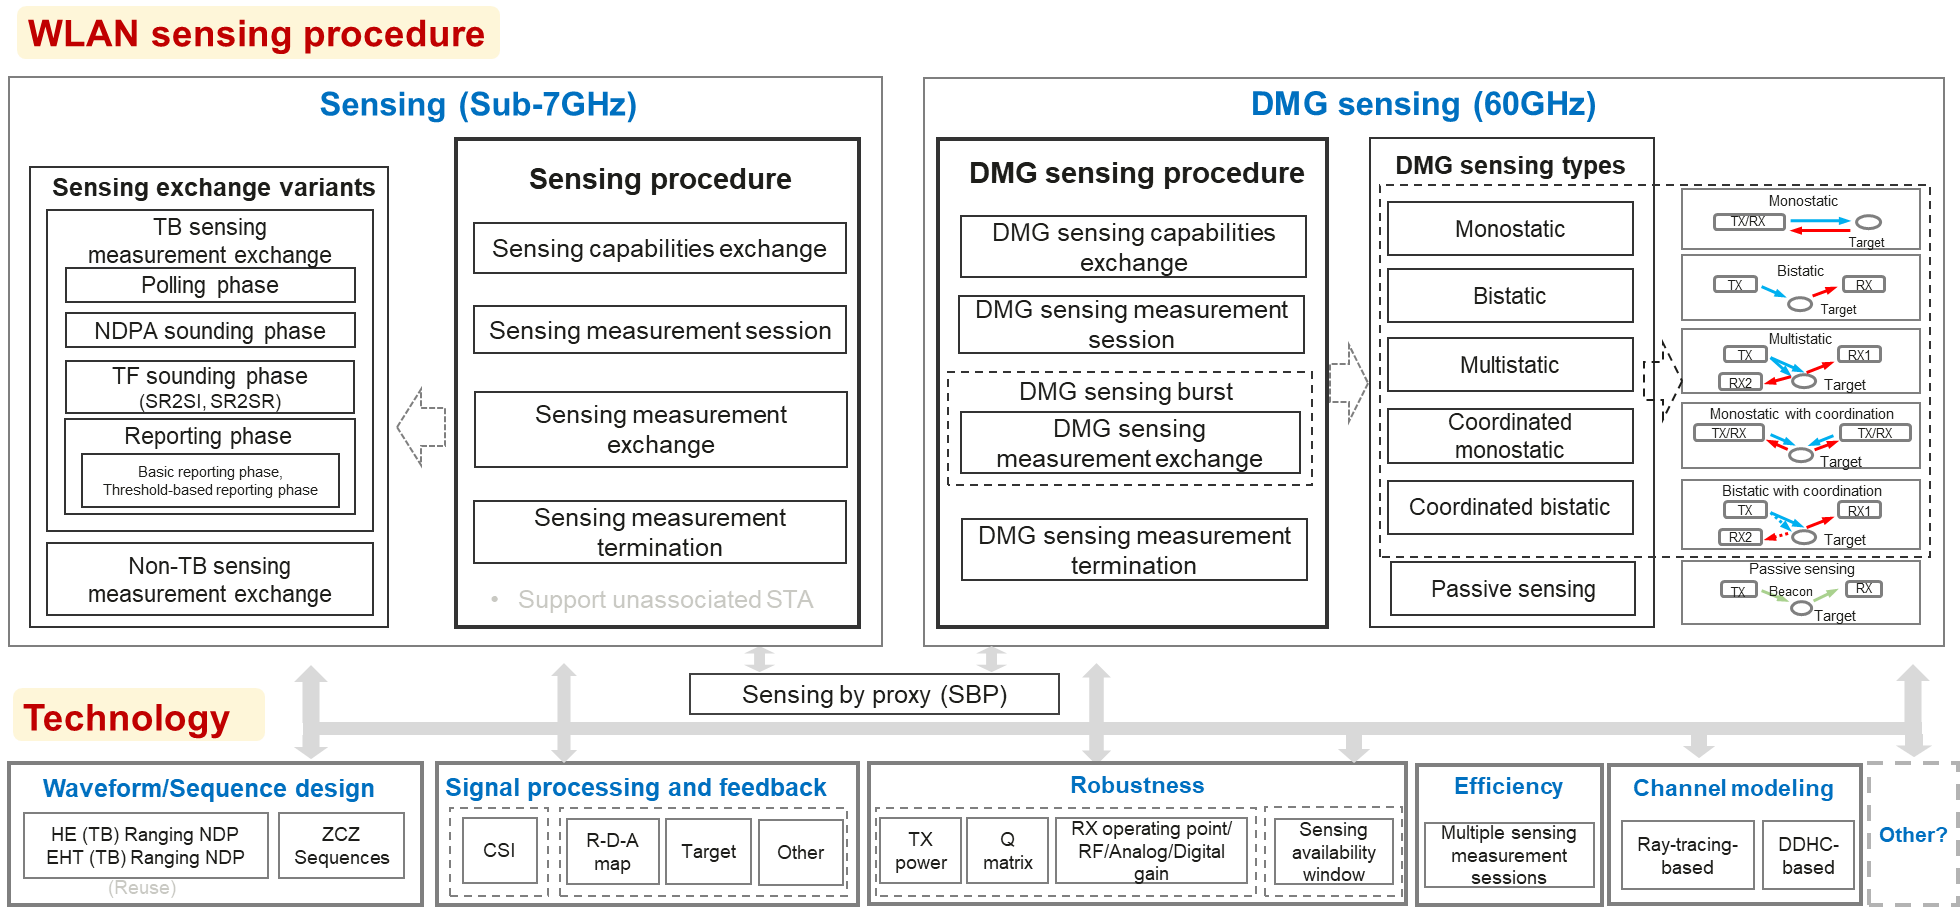 WLAN sensing procedure
Sensing (Sub-7GHz)
Sensing exchange variants
TB sensing
measurement exchange
Polling phase
NDPA sounding phase
TF sounding phase
(SR2SI, SR2SR)
Reporting phase
Basic reporting phase,
Threshold-based reporting phase
Non-TB sensing
measurement exchange
Sensing procedure
Sensing capabilities exchange
Sensing measurement session
Sensing measurement
exchange
Sensing measurement
termination
• Support unassociated STA
DMG sensing (60GHz)
DMG sensing procedure
DMG sensing capabilities
exchange
DMG sensing measurement
session
DMG sensing burst
DMG sensing
measurement exchange
DMG sensing measurement
termination
DMG sensing types
Monostatic
Bistatic
Multistatic
Coordinated
monostatic
Coordinated bistatic
Passive sensing
Monostatic
TX/RX
Target
Bistatic
TX
RX
Target
Multistatic
TX
RX1
RX2
Target
Monostatic with coordination
TX/RX
TX/RX
Target
Bistatic with coordination
TX
RX1
RX2
Target
Passive sensing
TX
Beacon
RX
Target
Sensing by proxy (SBP)
Technology
Waveform/Sequence design
HE (TB) Ranging NDP
EHT (TB) Ranging NDP
(Reuse)
ZCZ
Sequences
Signal processing and feedback
CSI
R-D-A
map
Target
Other
Robustness
TX
power
Q
matrix
RX operating point/
RF/Analog/Digital
gain
Sensing
availability
window
Efficiency
Multiple sensing
measurement
sessions
Channel modeling
Ray-tracing-
based
DDHC-
based
Other?